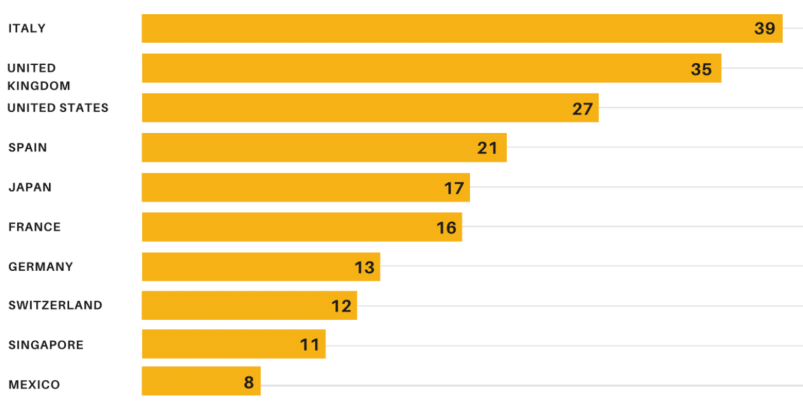 ITALY 39
UNITED
KINGDOM 35
UNITED STATES 27
SPAIN 21
JAPAN 17
FRANCE 16
GERMANY 13
SWITZERLAND 12
SINGAPORE 11
MEXICO 8